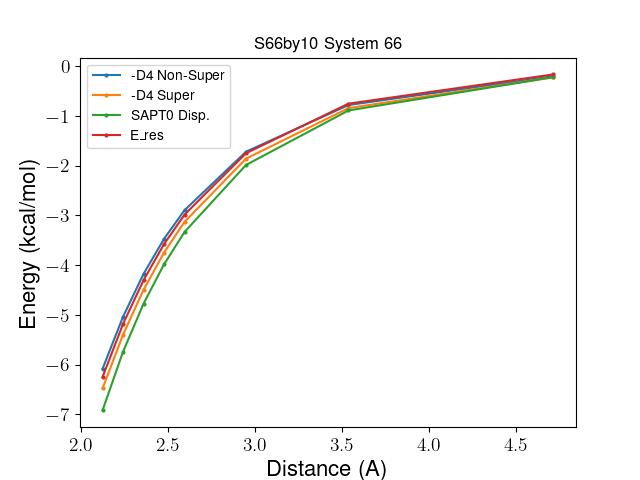 S66by10 System 66
-D4 Non-Super
-D4 Super
SAPT0 Disp.
E_res
Energy (kcal/mol)
0
−1
−2
−3
−4
−5
−6
−7
2.0 2.5 3.0 3.5 4.0 4.5
Distance (A)